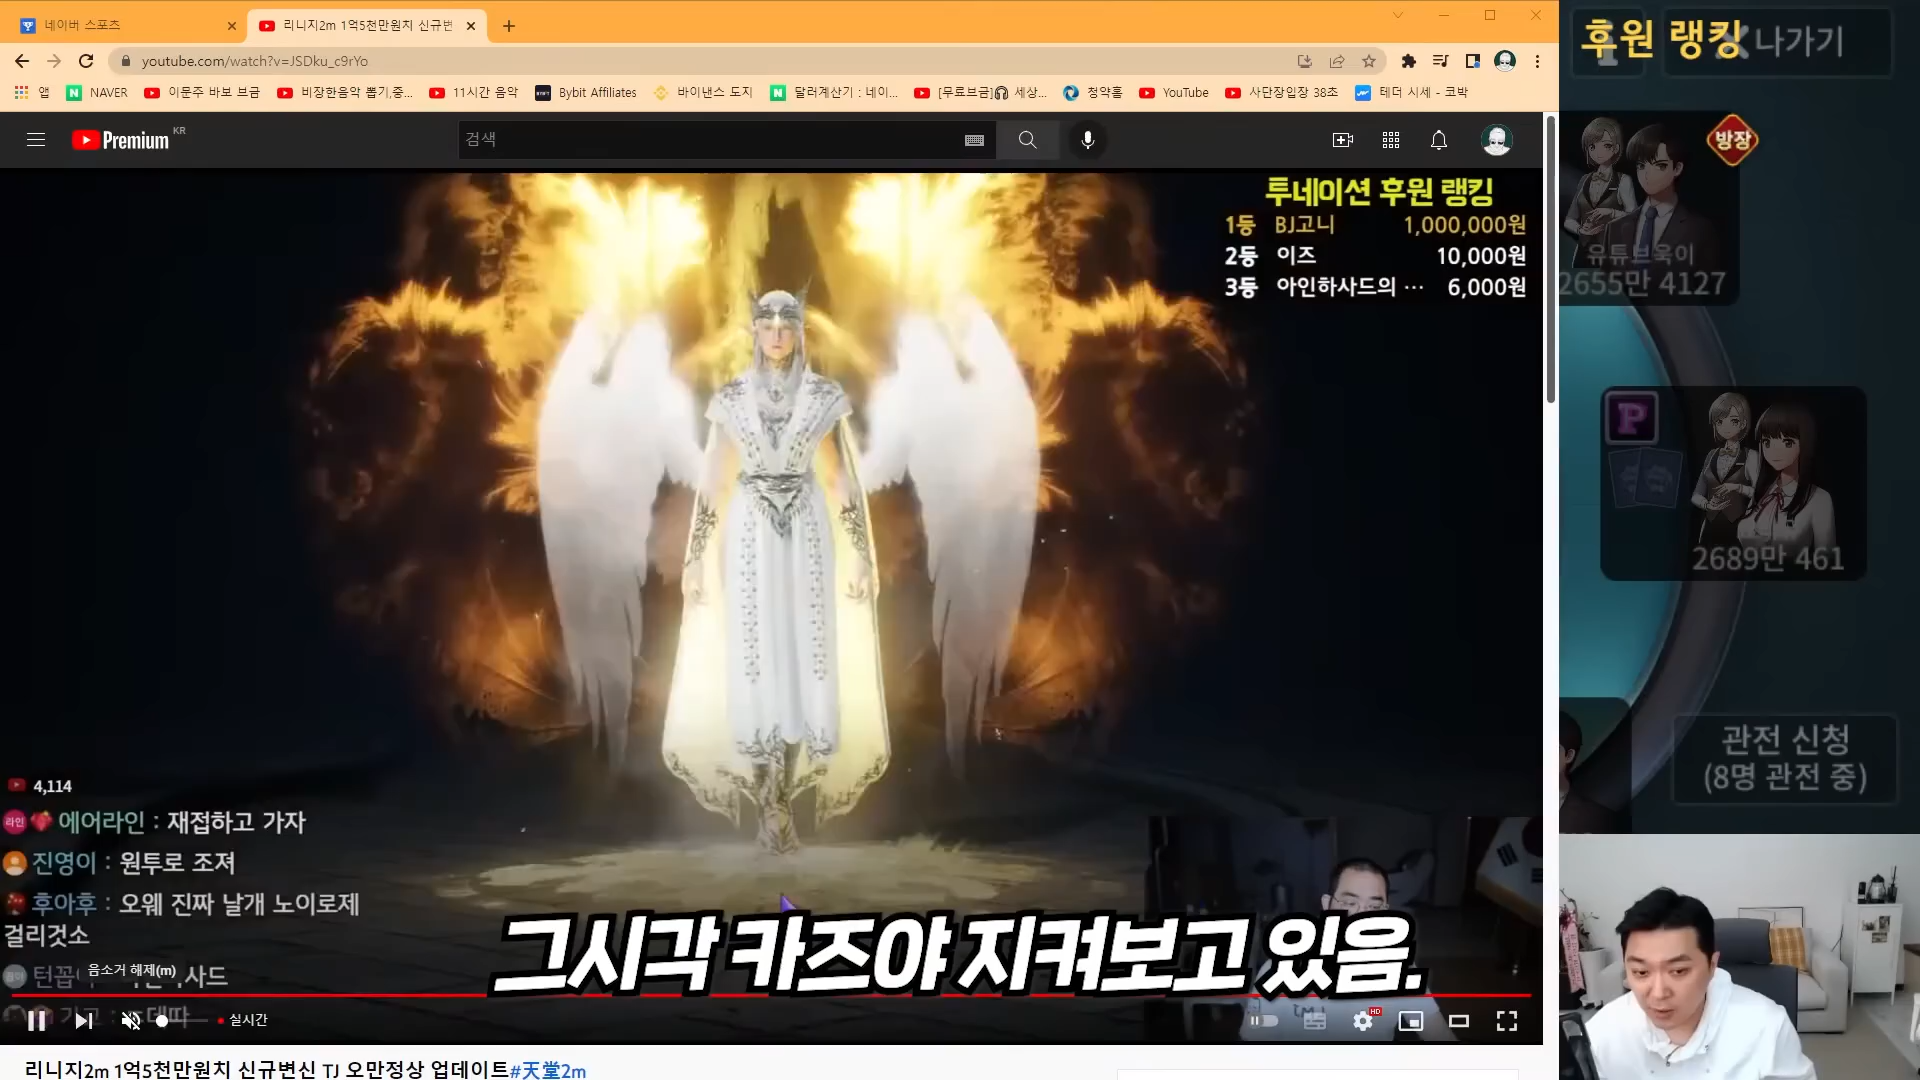 네이버 스포츠
리니지2m 1억5천만원치 신규변
youtube.com/watch?v=JSDku_c9rYo
앱
NAVER
이문주 바보 브금
비장한음악 뽑기,중...
11시간 음악
Bybit Affiliates
바이낸스 도지
달러계산기 : 네이...
[무료브금]🎧 세상...
청약홈
YouTube
사단장입장 38초
테더 시세 - 코박
Premium KR
검색
투네이션 후원 랭킹
1등 BJ고니 1,000,000원
2등 이즈 10,000원
3등 아인하사드의 ··· 6,000원
4,114
에어라인 : 재접하고 가자
진영이 : 원투로 조져
후아후 : 오웨 진짜 날개 노이로제
걸리것소
음소거 해제(m)
사드
그시각 카즈야 지켜보고 있음.
실시간
HD
리니지2m 1억5천만원치 신규변신 TJ 오만정상 업데이트#天堂2m
후원 랭킹
나가기
방장
유튜브욱이
2655만 4127
P
2689만 461
관전 신청
(8명 관전 중)